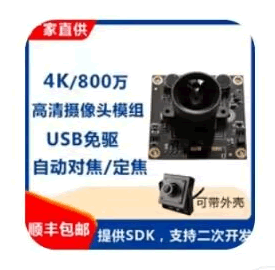 家直供
4K/800万
高清摄像头模组
USB免驱
自动对焦/定焦
可带外壳
顺丰包邮
提供SDK，支持二次开发